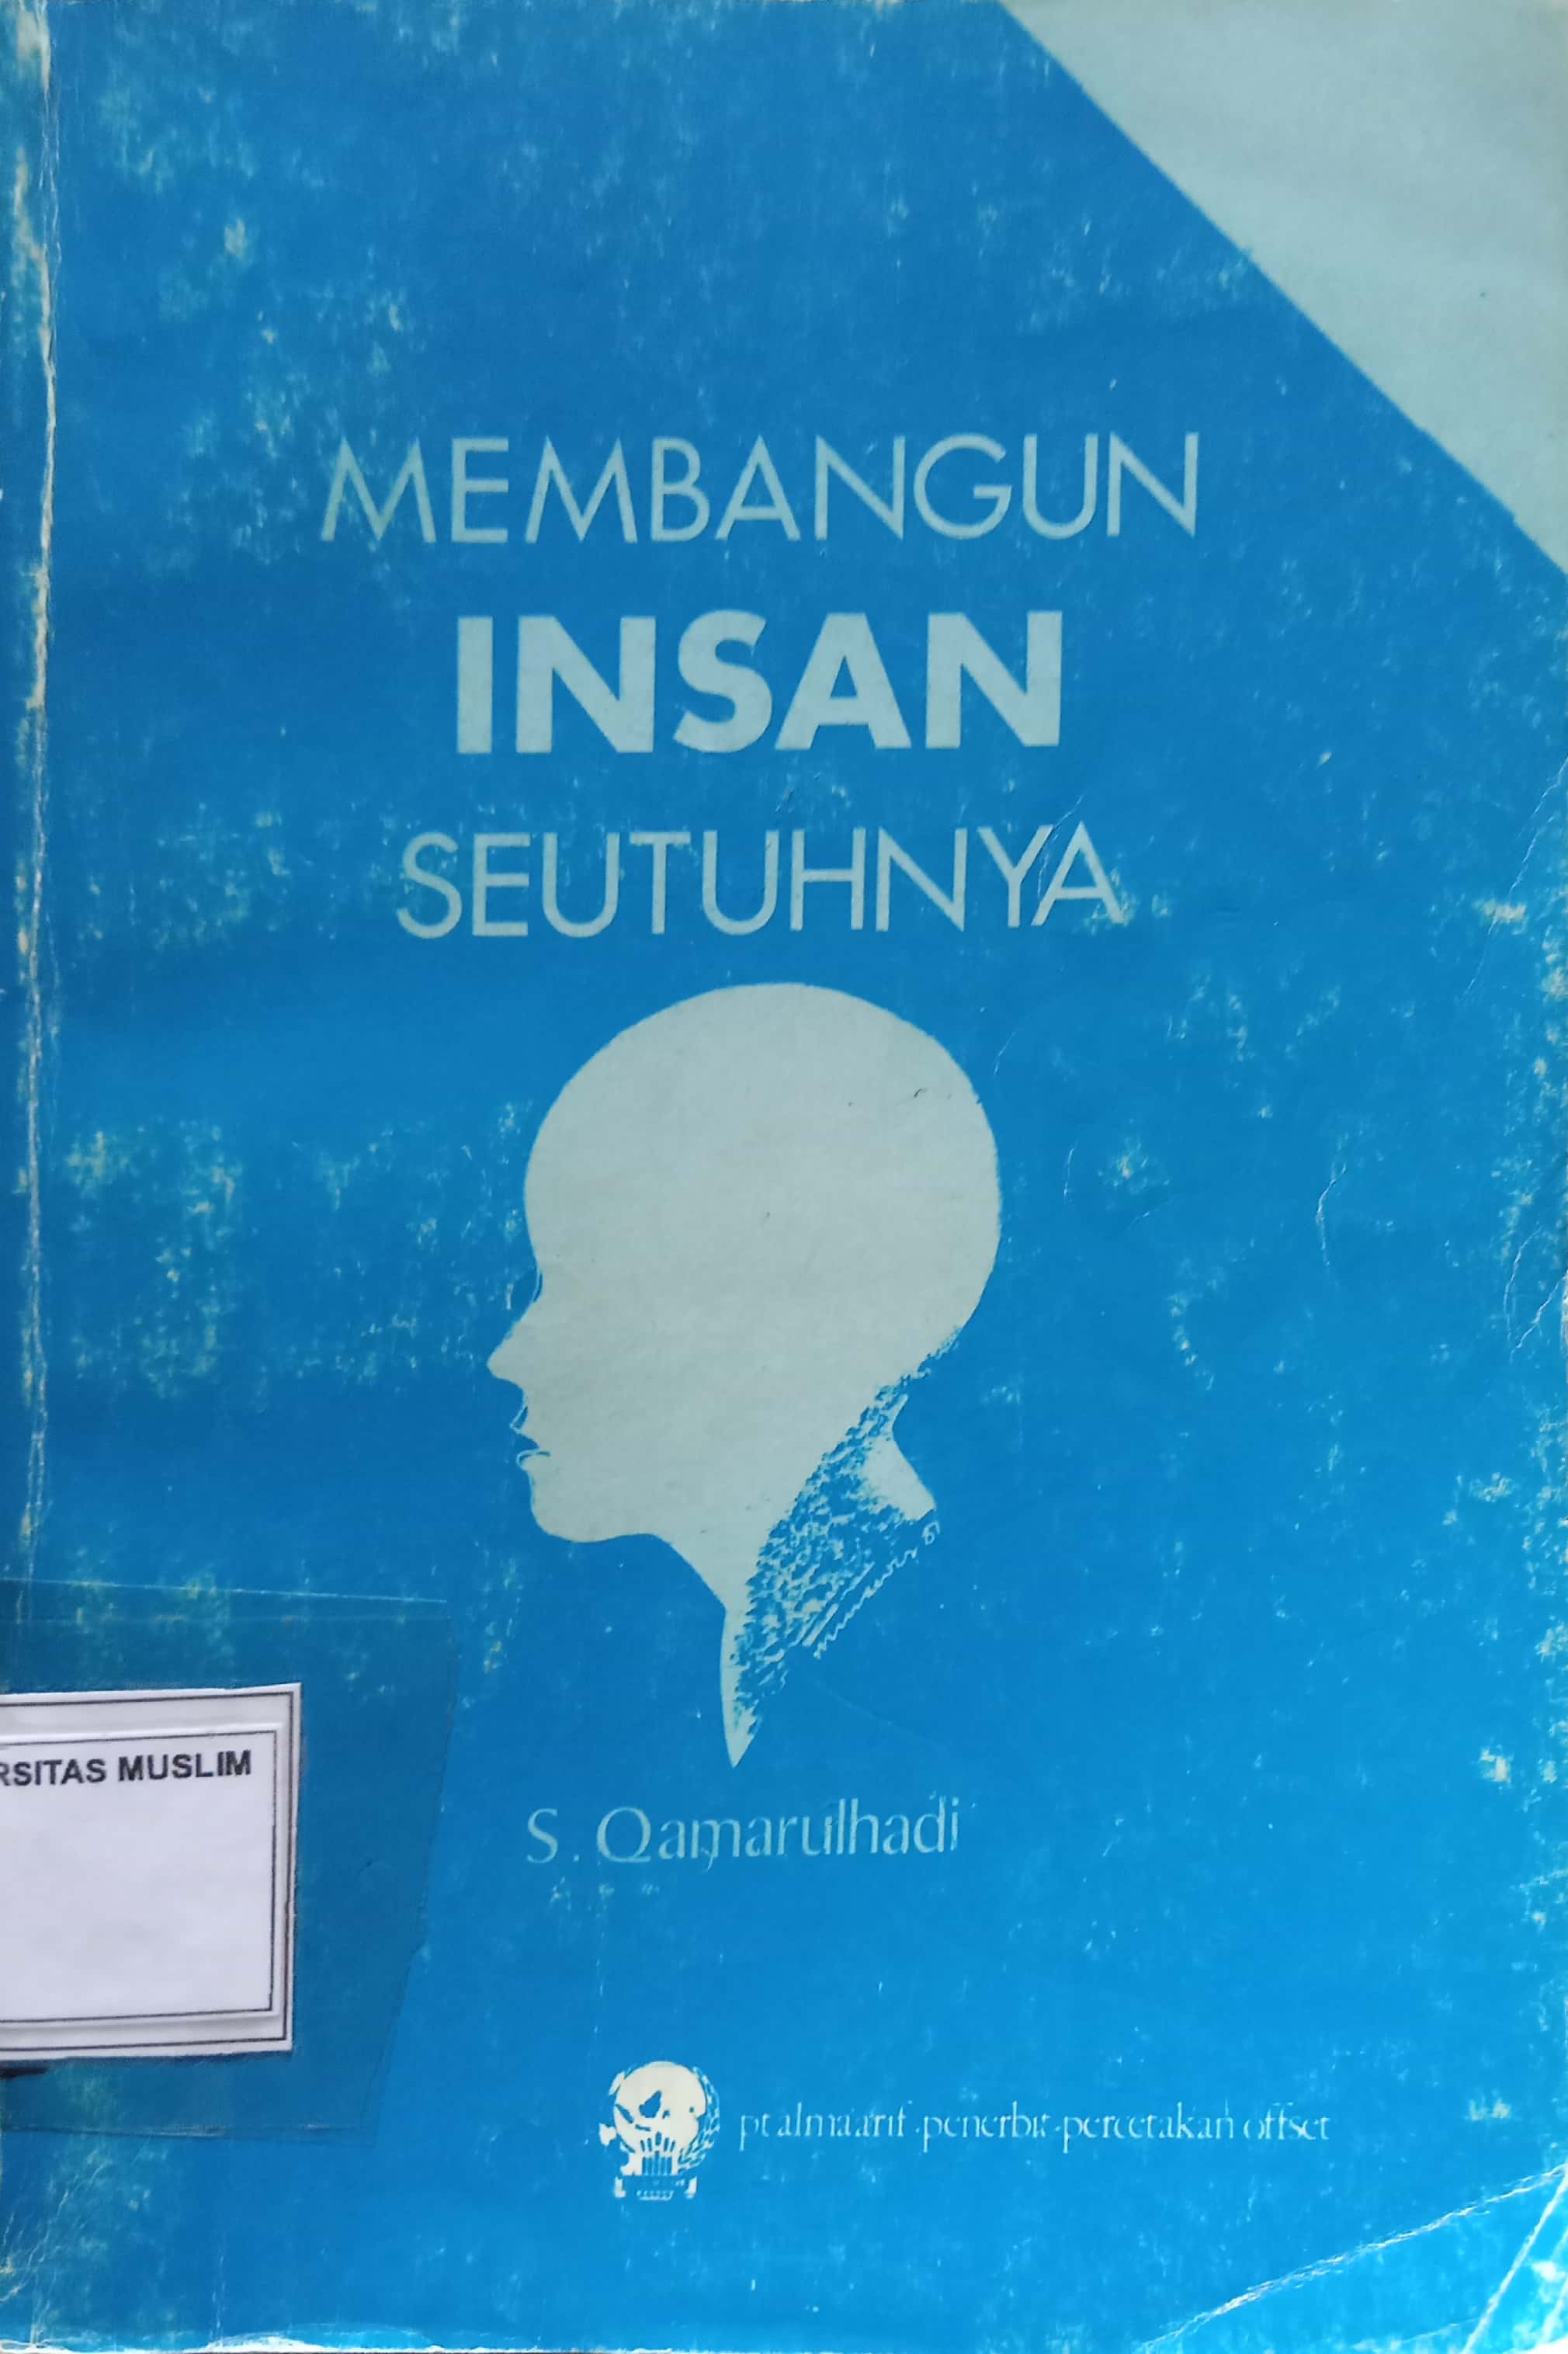 MEMBANGUN
INSAN
SEUTUHNYA
RSITAS MUSLIM
S. Qamarulhadi
pt almaarif - penerbit - percetakan offset